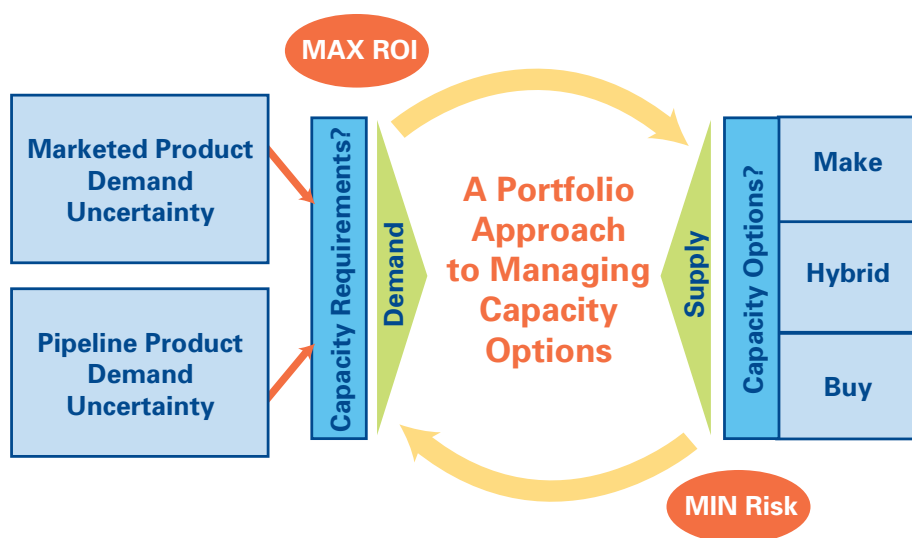 MAX ROI
Marketed Product
Demand
Uncertainty
Pipeline Product
Demand
Uncertainty
Capacity Requirements?
Demand
A Portfolio
Approach
to Managing
Capacity
Options
Supply
Capacity Options?
Make
Hybrid
Buy
MIN Risk